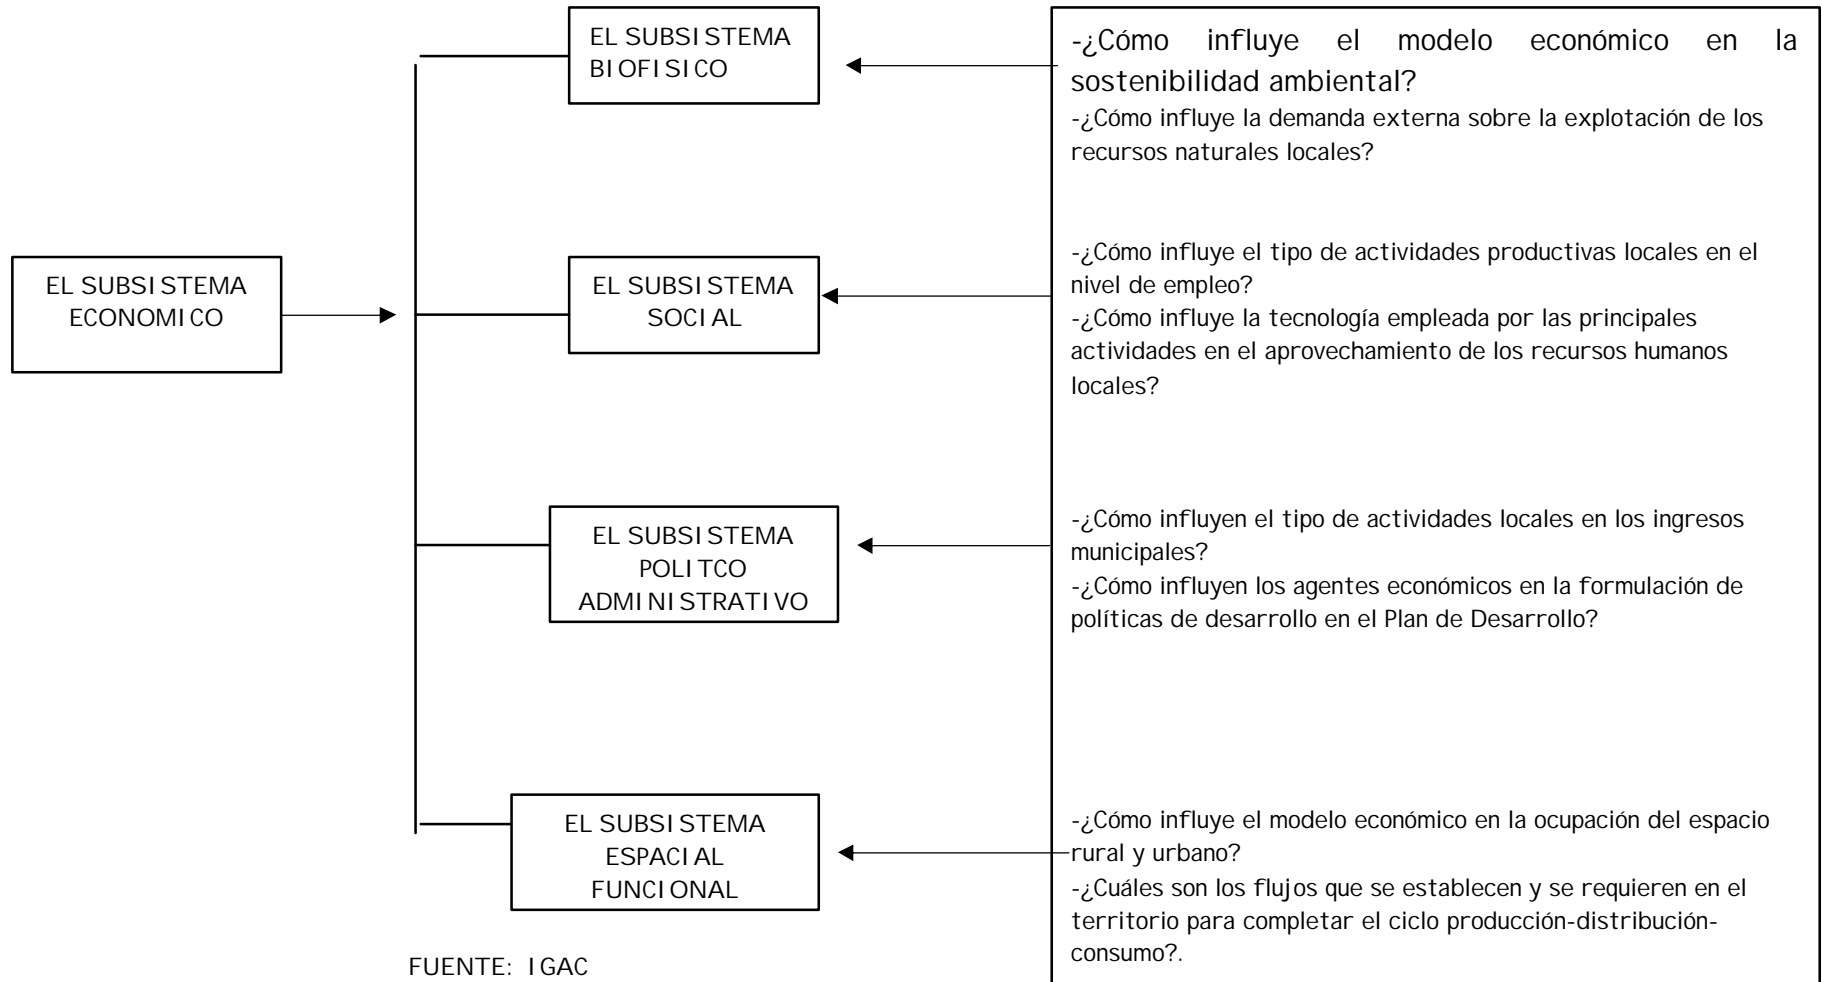 EL SUBSISTEMA
ECONOMICO
EL SUBSISTEMA
BIOFISICO
EL SUBSISTEMA
SOCIAL
EL SUBSISTEMA
POLITCO
ADMINISTRATIVO
EL SUBSISTEMA
ESPACIAL
FUNCIONAL
-¿Cómo influye el modelo económico en la
sostenibilidad ambiental?
-¿Cómo influye la demanda externa sobre la explotación de los
recursos naturales locales?
-¿Cómo influye el tipo de actividades productivas locales en el
nivel de empleo?
-¿Cómo influye la tecnología empleada por las principales
actividades en el aprovechamiento de los recursos humanos
locales?
-¿Cómo influyen el tipo de actividades locales en los ingresos
municipales?
-¿Cómo influyen los agentes económicos en la formulación de
políticas de desarrollo en el Plan de Desarrollo?
-¿Cómo influye el modelo económico en la ocupación del espacio
rural y urbano?
-¿Cuáles son los flujos que se establecen y se requieren en el
territorio para completar el ciclo producción-distribución-
consumo?.
FUENTE: IGAC